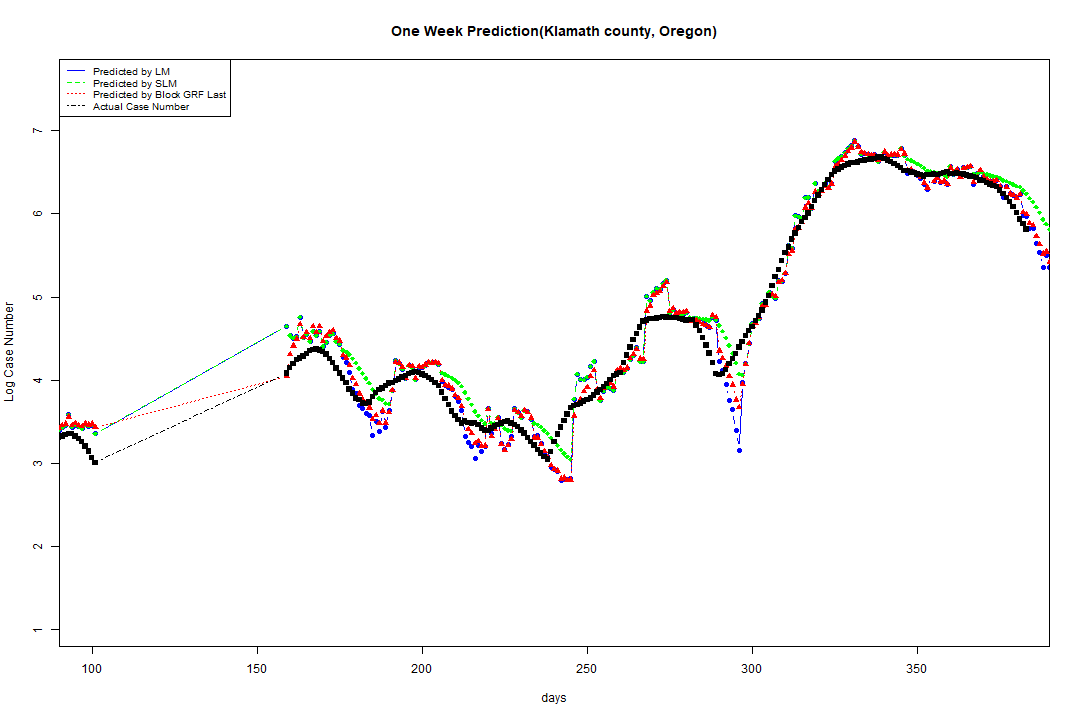 One Week Prediction(Klamath county, Oregon)
Predicted by LM
Predicted by SLM
Predicted by Block GRF Last
Actual Case Number
7
6
5
4
3
2
1
Log Case Number
100 150 200 250 300 350
days